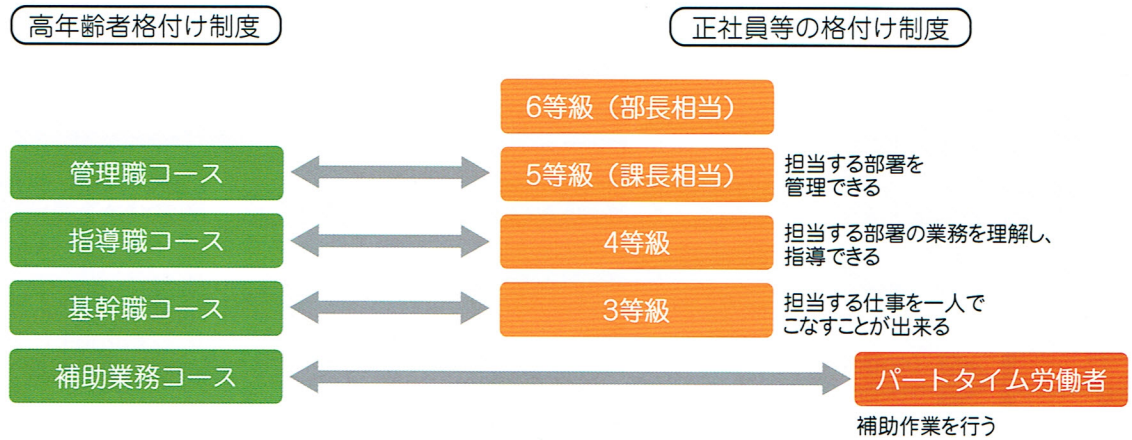 高年齢者格付け制度
正社員等の格付け制度
6等級（部長相当）
管理職コース
5等級（課長相当）
担当する部署を
管理できる
指導職コース
4等級
担当する部署の業務を理解し、
指導できる
基幹職コース
3等級
担当する仕事を一人で
こなすことが出来る
補助業務コース
パートタイム労働者
補助作業を行う